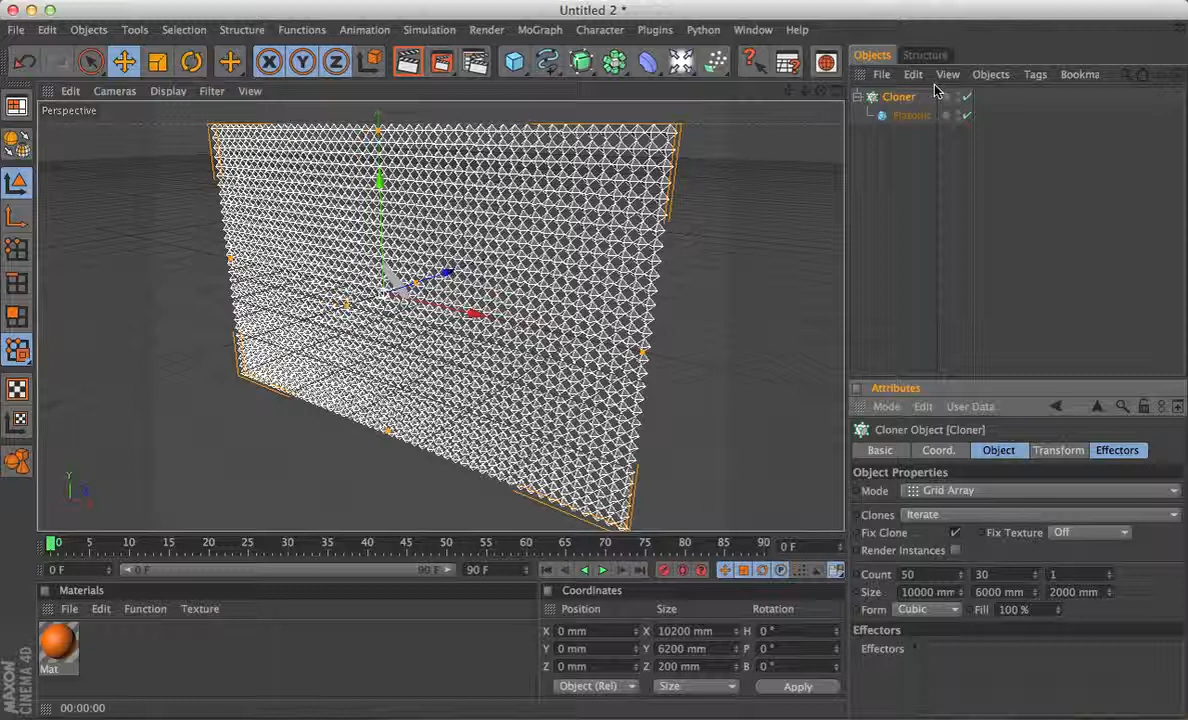 Untitled 2 *
File Edit Objects Tools Selection Structure Functions Animation Simulation Render MoGraph Character Plugins Python Window Help
X Y Z
Edit Cameras Display Filter View
Perspective
Y
Objects Structure
File Edit View Objects Tags Bookma
Cloner
Platonic
Attributes
Mode Edit User Data
Cloner Object [Cloner]
Basic Coord. Object Transform Effectors
Object Properties
Mode Grid Array
Clones Iterate
Fix Clone Fix Texture Off
Render Instances
Count 50 30 1
Size 10000 mm 6000 mm 2000 mm
Form Cubic Fill 100 %
Effectors
Effectors
0 5 10 15 20 25 30 35 40 45 50 55 60 65 70 75 80 85 90 0 F
0 F 0 F 90 F 90 F
Materials
File Edit Function Texture
Mat
Coordinates
Position Size Rotation
X 0 mm X 10200 mm H 0 °
Y 0 mm Y 6200 mm P 0 °
Z 0 mm Z 200 mm B 0 °
Object (Rel) Size Apply
MAXON
CINEMA 4D
00:00:00